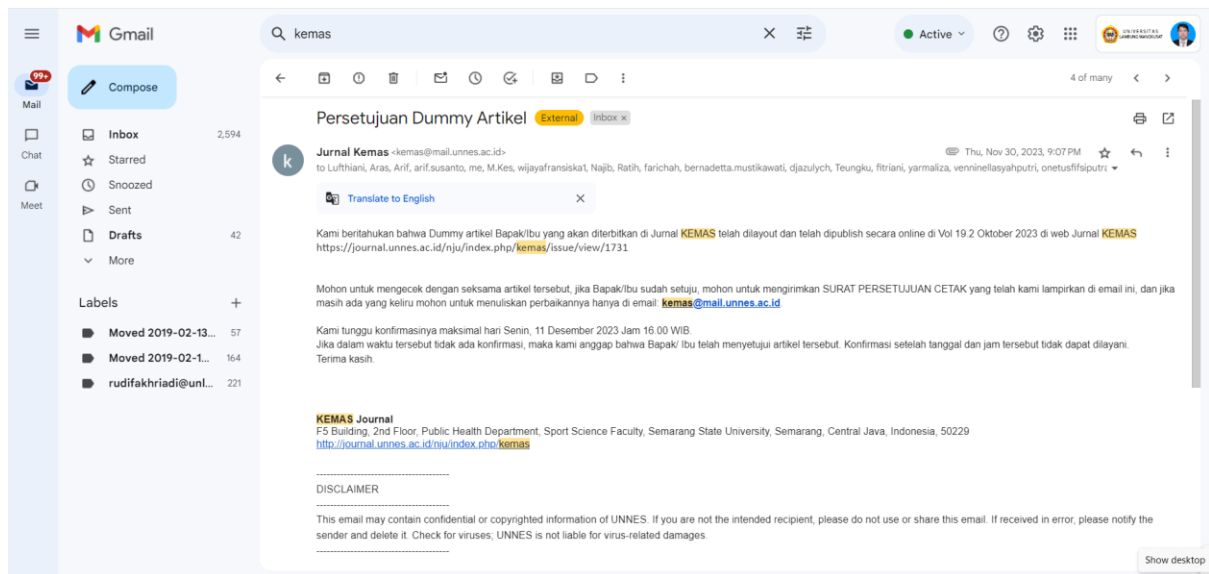 Gmail
kemas
Active
UNIVERSITAS
LAMBUNG MANGKURAT
99+
Mail
Chat
Meet
Compose
Inbox 2,594
Starred
Snoozed
Sent
Drafts 42
More
Labels
Moved 2019-02-13... 57
Moved 2019-02-1... 164
rudifakhriadi@unl... 221
4 of many
Persetujuan Dummy Artikel External Inbox ×
k
Jurnal Kemas <kemas@mail.unnes.ac.id> Thu, Nov 30, 2023, 9:07 PM
to Lufthiani, Aras, Arif, arif.susanto, me, M.Kes, wijayafransiska1, Najib, Ratih, farichah, bernadetta.mustikawati, djazulych, Teungku, fitriani, yarmaliza, venninellasyahputri, onetusfifsiputra
Translate to English
Kami beritahukan bahwa Dummy artikel Bapak/Ibu yang akan diterbitkan di Jurnal KEMAS telah dilayout dan telah dipublish secara online di Vol 19.2 Oktober 2023 di web Jurnal KEMAS
https://journal.unnes.ac.id/nju/index.php/kemas/issue/view/1731
Mohon untuk mengecek dengan seksama artikel tersebut, jika Bapak/Ibu sudah setuju, mohon untuk mengirimkan SURAT PERSETUJUAN CETAK yang telah kami lampirkan di email ini, dan jika
masih ada yang keliru mohon untuk menuliskan perbaikannya hanya di email: kemas@mail.unnes.ac.id
Kami tunggu konfirmasinya maksimal hari Senin, 11 Desember 2023 Jam 16.00 WIB.
Jika dalam waktu tersebut tidak ada konfirmasi, maka kami anggap bahwa Bapak/ Ibu telah menyetujui artikel tersebut. Konfirmasi setelah tanggal dan jam tersebut tidak dapat dilayani.
Terima kasih.
KEMAS Journal
F5 Building, 2nd Floor, Public Health Department, Sport Science Faculty, Semarang State University, Semarang, Central Java, Indonesia, 50229
http://journal.unnes.ac.id/nju/index.php/kemas
---------------------------------------
DISCLAIMER
---------------------------------------
This email may contain confidential or copyrighted information of UNNES. If you are not the intended recipient, please do not use or share this email. If received in error, please notify the
sender and delete it. Check for viruses; UNNES is not liable for virus-related damages.
---------------------------------------
Show desktop